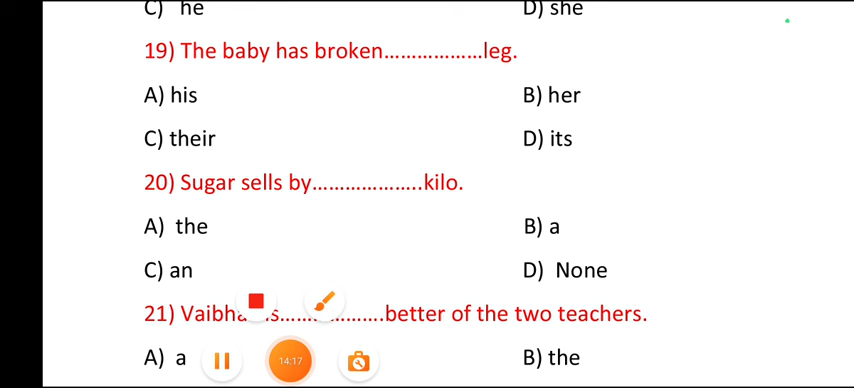 C) he D) she
19) The baby has broken..................leg.
A) his B) her
C) their D) its
20) Sugar sells by....................kilo.
A) the B) a
C) an D) None
21) better of the two teachers.
A) a B) the
14:17